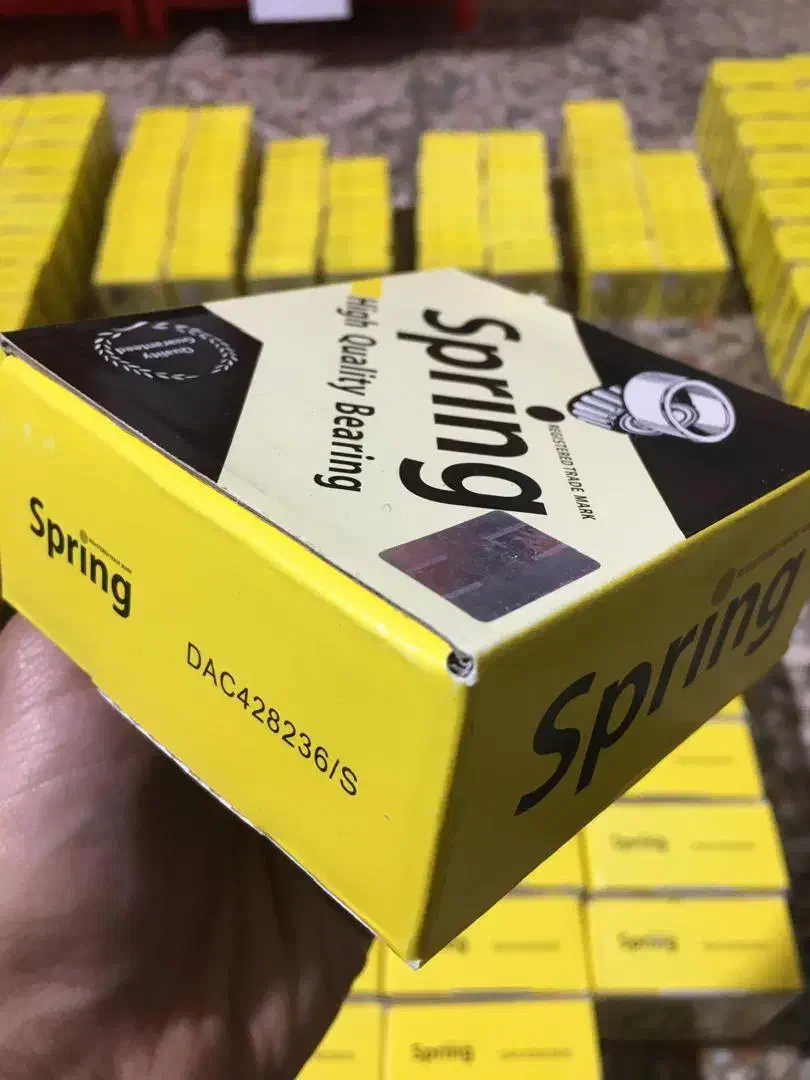 Quality
Guaranteed
High Quality Bearing
Spring
REGISTERED TRADE MARK
Spring
DAC428236/S
Spring
Spring
Spring
Spring